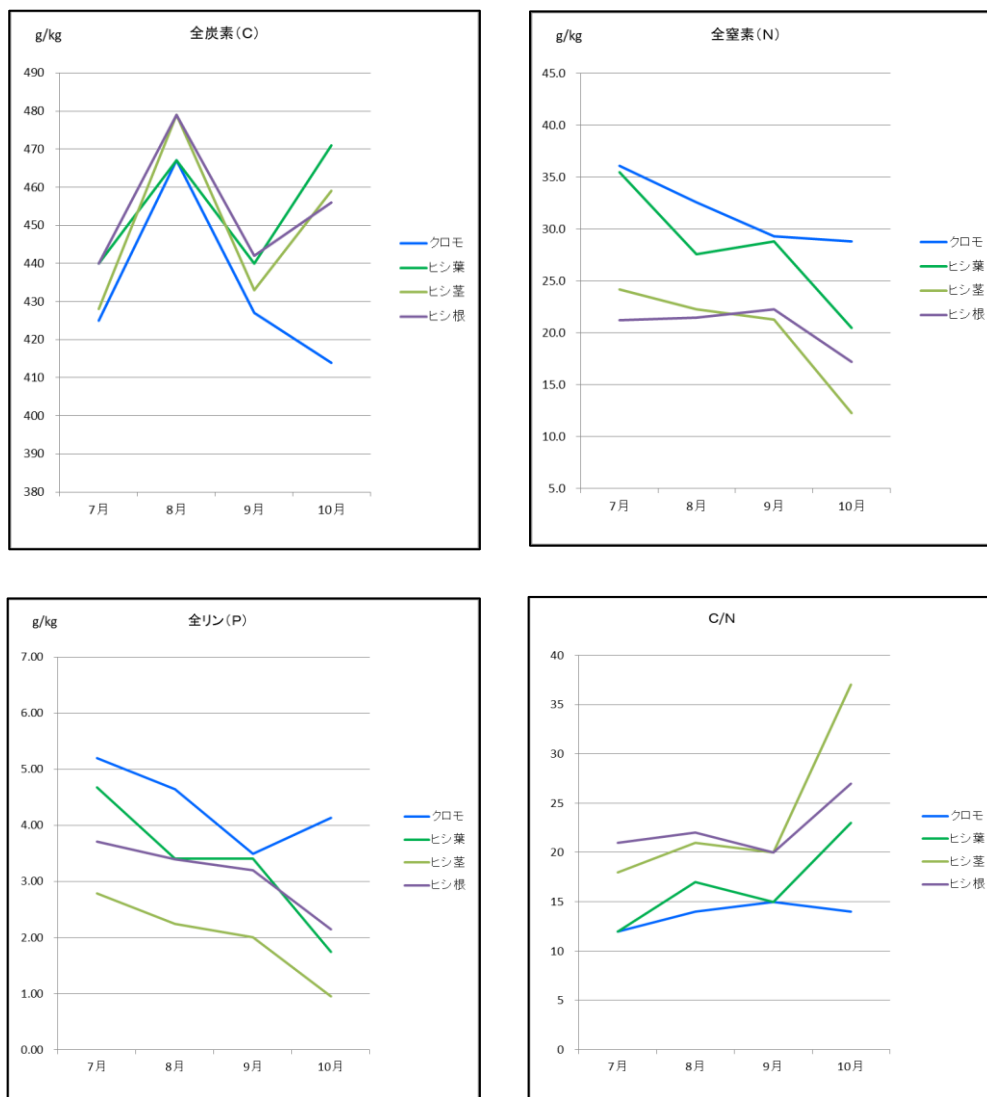 g/kg 全炭素(C)
490
480
470
460
450
440
430
420
410
400
390
380
7月 8月 9月 10月
クロモ
ヒシ葉
ヒシ茎
ヒシ根
g/kg 全窒素(N)
45.0
40.0
35.0
30.0
25.0
20.0
15.0
10.0
5.0
7月 8月 9月 10月
クロモ
ヒシ葉
ヒシ茎
ヒシ根
g/kg 全リン(P)
7.00
6.00
5.00
4.00
3.00
2.00
1.00
0.00
7月 8月 9月 10月
クロモ
ヒシ葉
ヒシ茎
ヒシ根
C/N
40
35
30
25
20
15
10
5
0
7月 8月 9月 10月
クロモ
ヒシ葉
ヒシ茎
ヒシ根